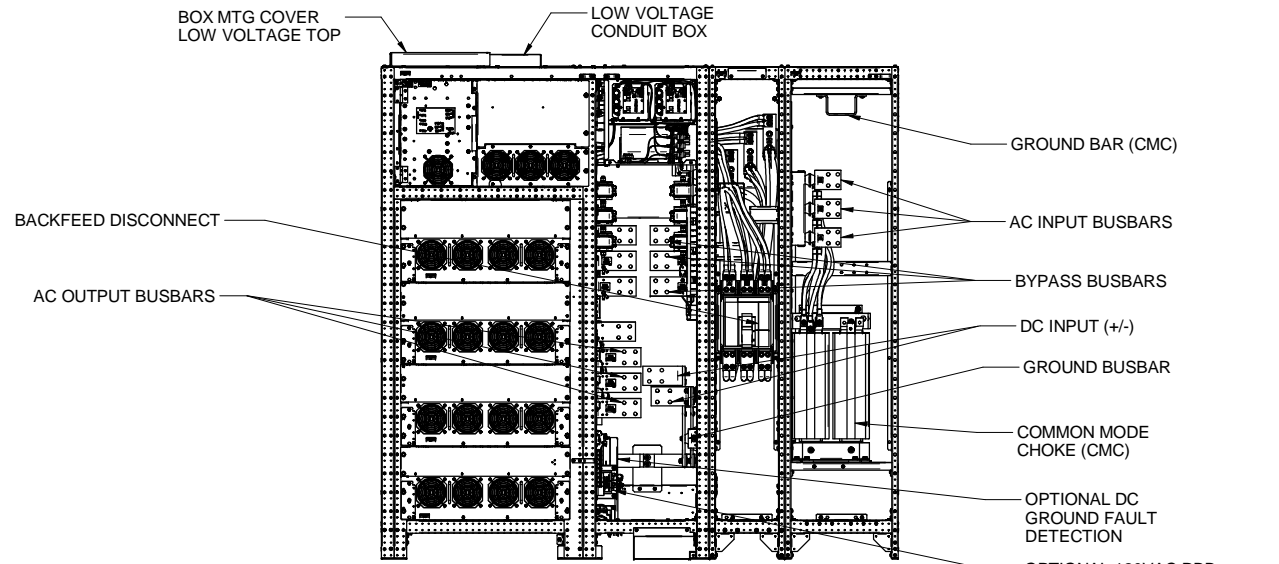 BOX MTG COVER
LOW VOLTAGE TOP
LOW VOLTAGE
CONDUIT BOX
GROUND BAR (CMC)
BACKFEED DISCONNECT
AC INPUT BUSBARS
BYPASS BUSBARS
AC OUTPUT BUSBARS
DC INPUT (+/-)
GROUND BUSBAR
COMMON MODE
CHOKE (CMC)
OPTIONAL DC
GROUND FAULT
DETECTION
OPTIONAL